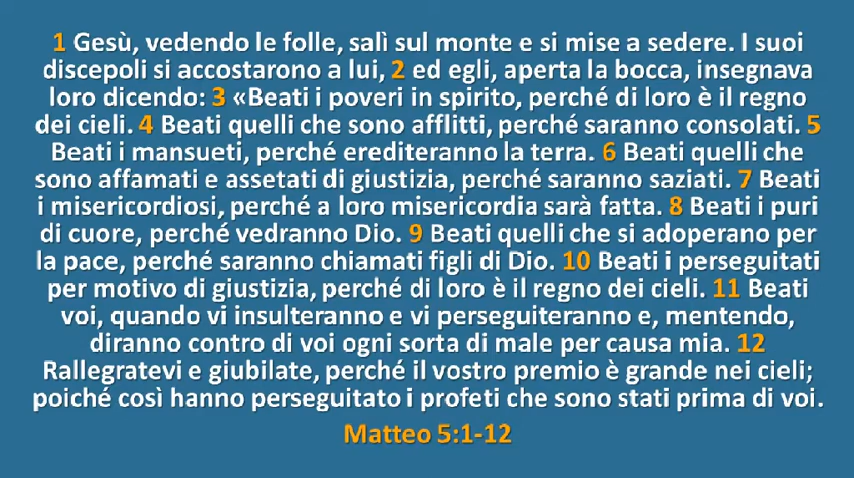 1 Gesù, vedendo le folle, salì sul monte e si mise a sedere. I suoi
discepoli si accostarono a lui, 2 ed egli, aperta la bocca, insegnava
loro dicendo: 3 «Beati i poveri in spirito, perché di loro è il regno
dei cieli. 4 Beati quelli che sono afflitti, perché saranno consolati. 5
Beati i mansueti, perché erediteranno la terra. 6 Beati quelli che
sono affamati e assetati di giustizia, perché saranno saziati. 7 Beati
i misericordiosi, perché a loro misericordia sarà fatta. 8 Beati i puri
di cuore, perché vedranno Dio. 9 Beati quelli che si adoperano per
la pace, perché saranno chiamati figli di Dio. 10 Beati i perseguitati
per motivo di giustizia, perché di loro è il regno dei cieli. 11 Beati
voi, quando vi insulteranno e vi perseguiteranno e, mentendo,
diranno contro di voi ogni sorta di male per causa mia. 12
Rallegratevi e giubilate, perché il vostro premio è grande nei cieli;
poiché così hanno perseguitato i profeti che sono stati prima di voi.
Matteo 5:1-12